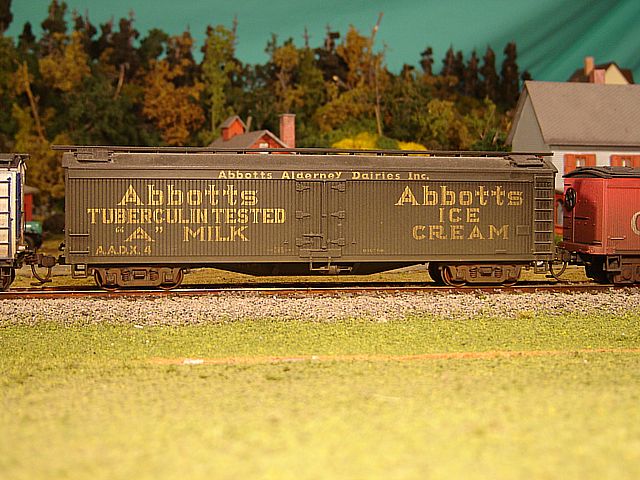 Abbotts Alderney Dairies Inc.
Abbotts
TUBERCULIN TESTED
"A" MILK
A.A.D.X. 4
Abbotts
ICE
CREAM